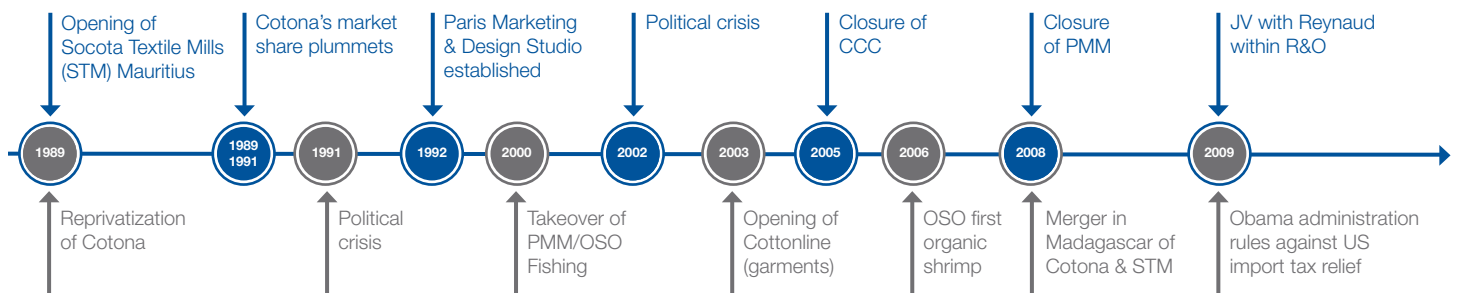 Opening of
Socota Textile Mills
(STM) Mauritius
Cotona's market
share plummets
Paris Marketing
& Design Studio
established
Political crisis
Closure of
CCC
Closure
of PMM
JV with Reynaud
within R&O
1989
1989
1991
1991
1992
2000
2002
2003
2005
2006
2008
2009
Reprivatization
of Cotona
Political
crisis
Takeover of
PMM/OSO
Fishing
Opening of
Cottonline
(garments)
OSO first
organic
shrimp
Merger in
Madagascar of
Cotona & STM
Obama administration
rules against US
import tax relief